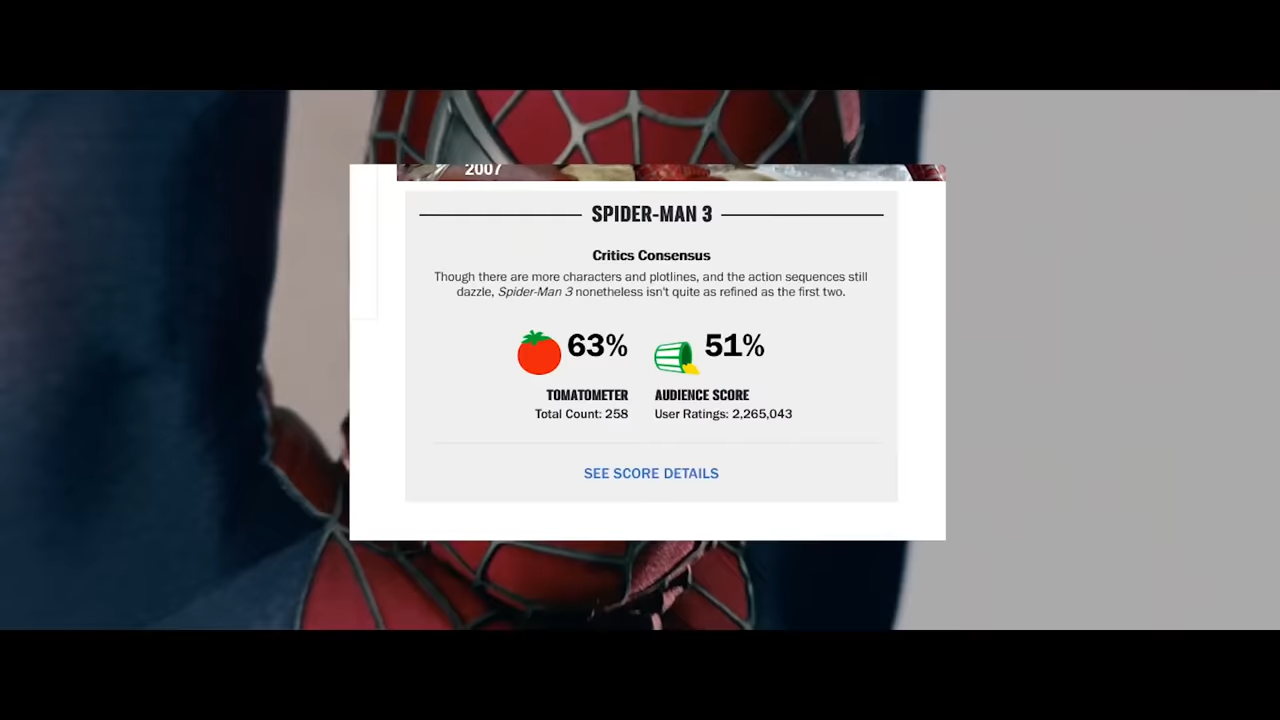 2007
SPIDER-MAN 3
Critics Consensus
Though there are more characters and plotlines, and the action sequences still
dazzle, Spider-Man 3 nonetheless isn't quite as refined as the first two.
63% 51%
TOMATOMETER AUDIENCE SCORE
Total Count: 258 User Ratings: 2,265,043
SEE SCORE DETAILS